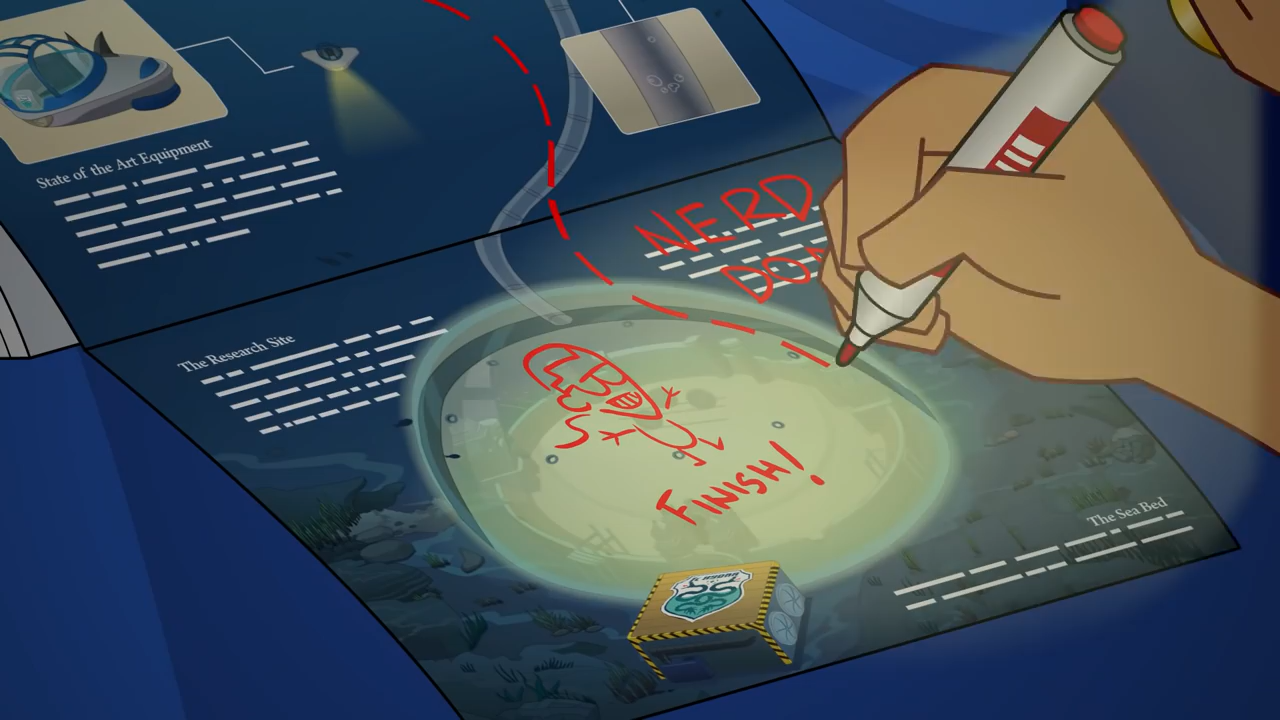 State of the Art Equipment
NERD
DOM
The Research Site
FINISH!
The Sea Bed